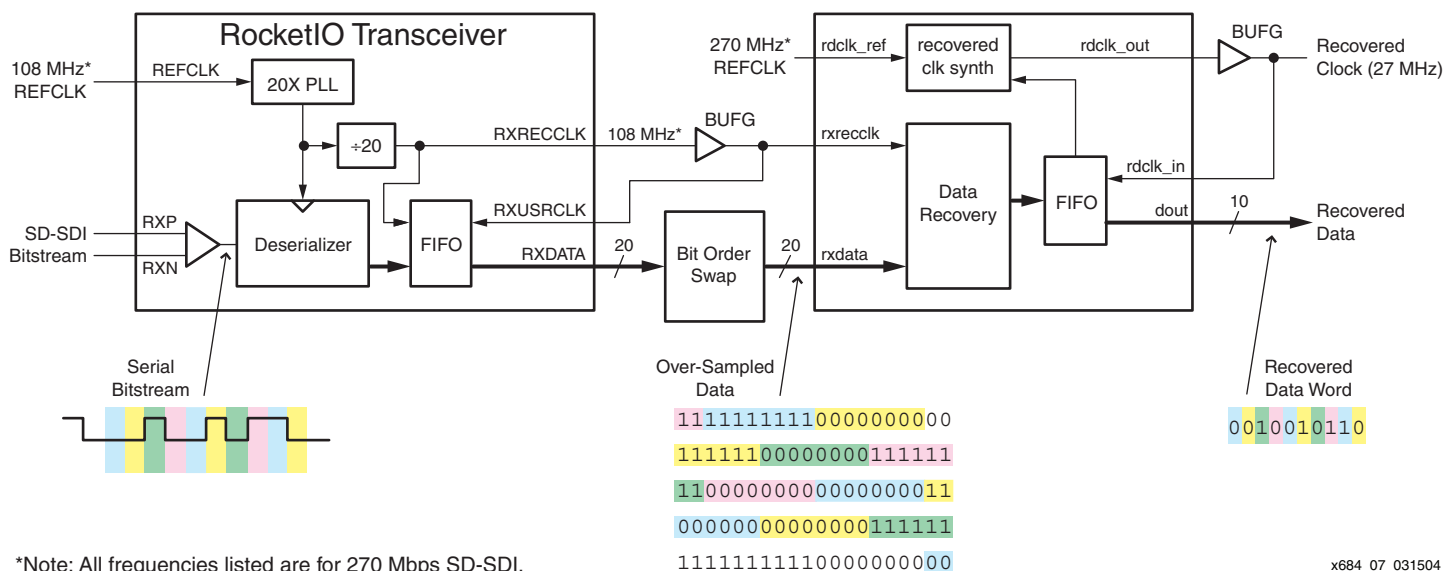 RocketIO Transceiver
108 MHz*
REFCLK
REFCLK
20X PLL
÷20
RXRECCLK
108 MHz*
BUFG
RXUSRCLK
SD-SDI
Bitstream
RXP
RXN
Deserializer
FIFO
RXDATA
20
Bit Order
Swap
20
270 MHz*
REFCLK
rdclk_ref
recovered
clk synth
rdclk_out
BUFG
Recovered
Clock (27 MHz)
rxrecclk
Data
Recovery
FIFO
rdclk_in
rxdata
dout
10
Recovered
Data
Serial
Bitstream
Over-Sampled
Data
11111111110000000000
11111100000000111111
11000000000000000011
00000000000000111111
11111111110000000000
Recovered
Data Word
0010010110
*Note: All frequencies listed are for 270 Mbps SD-SDI.
x684_07_031504